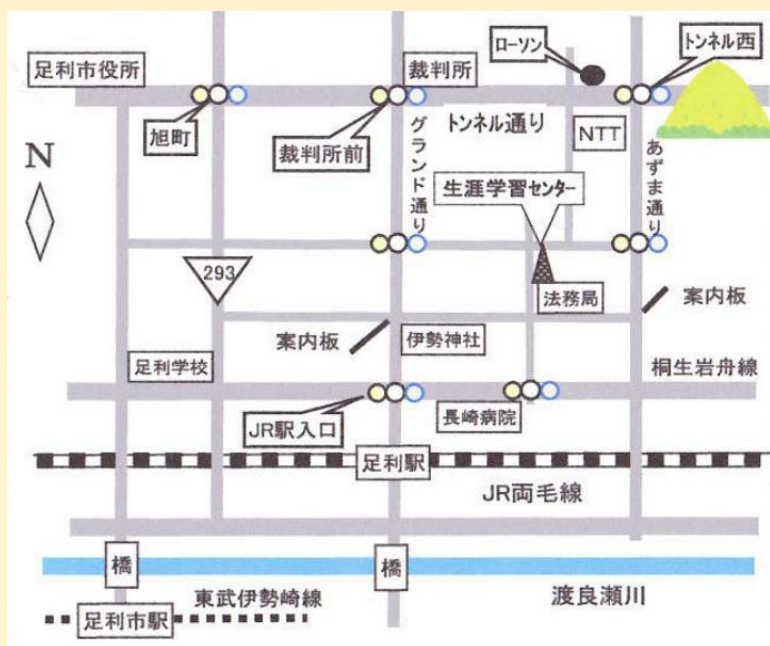 ローソン
トンネル西
足利市役所
裁判所
旭町
裁判所前
グランド通り
トンネル通り
NTT
あずま通り
N
生涯学習センター
293
法務局
案内板
案内板
伊勢神社
足利学校
桐生岩舟線
JR駅入口
長崎病院
足利駅
JR両毛線
橋
橋
東武伊勢崎線
渡良瀬川
足利市駅